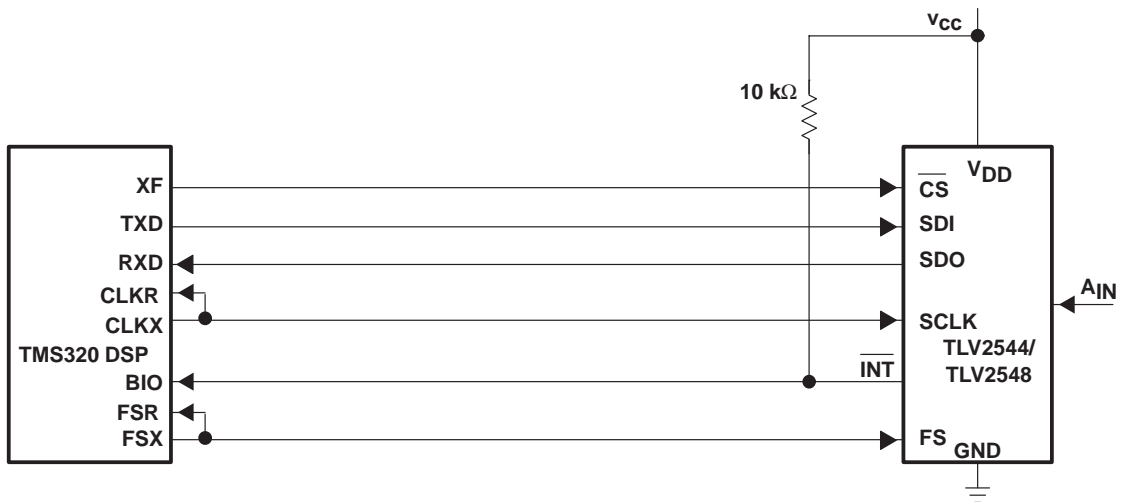 vCC
10 kΩ
VDD
XF
CS
TXD
SDI
RXD
SDO
CLKR
AIN
CLKX
SCLK
TMS320 DSP
TLV2544/
TLV2548
INT
BIO
FSR
FSX
FS
GND